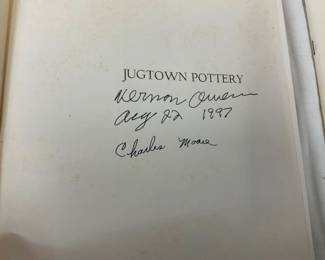 JUGTOWN POTTERY
Vernon Owens
Aug 22 1997
Charles Moore